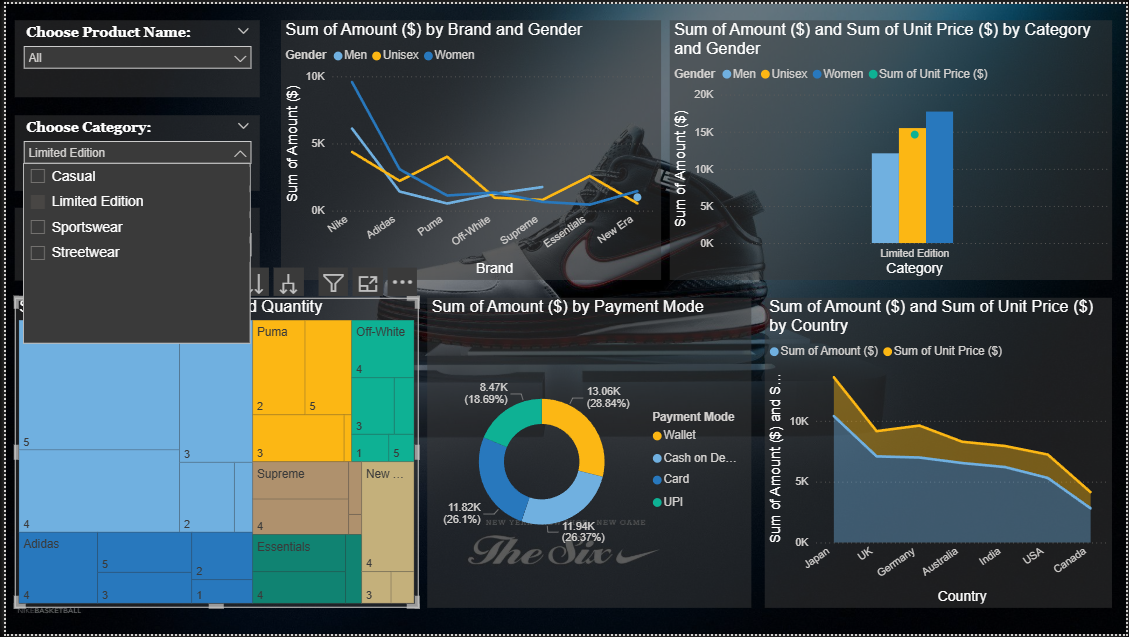 Choose Product Name:
All
Choose Category:
Limited Edition
Casual
Limited Edition
Sportswear
Streetwear
Sum of Amount ($) by Brand and Gender
Gender Men Unisex Women
Sum of Amount ($)
10K
5K
0K
Nike
Adidas
Puma
Off-White
Supreme
Essentials
New Era
Brand
Sum of Amount ($) and Sum of Unit Price ($) by Category
and Gender
Gender Men Unisex Women Sum of Unit Price ($)
Sum of Amount ($)
20K
15K
10K
5K
0K
Limited Edition
Category
d Quantity
5
4
3
2
Adidas
4
5
3
2
1
Puma
2
5
3
Off-White
4
3
1
5
Supreme
4
Essentials
4
New ...
4
3
NIKEBASKETBALL
Sum of Amount ($) by Payment Mode
8.47K
(18.69%)
13.06K
(28.84%)
11.82K
(26.1%)
11.94K
(26.37%)
Payment Mode
Wallet
Cash on De...
Card
UPI
NEW GAME
The Six
Sum of Amount ($) and Sum of Unit Price ($)
by Country
Sum of Amount ($) Sum of Unit Price ($)
Sum of Amount ($) and S...
10K
5K
0K
Japan
UK
Germany
Australia
India
USA
Canada
Country